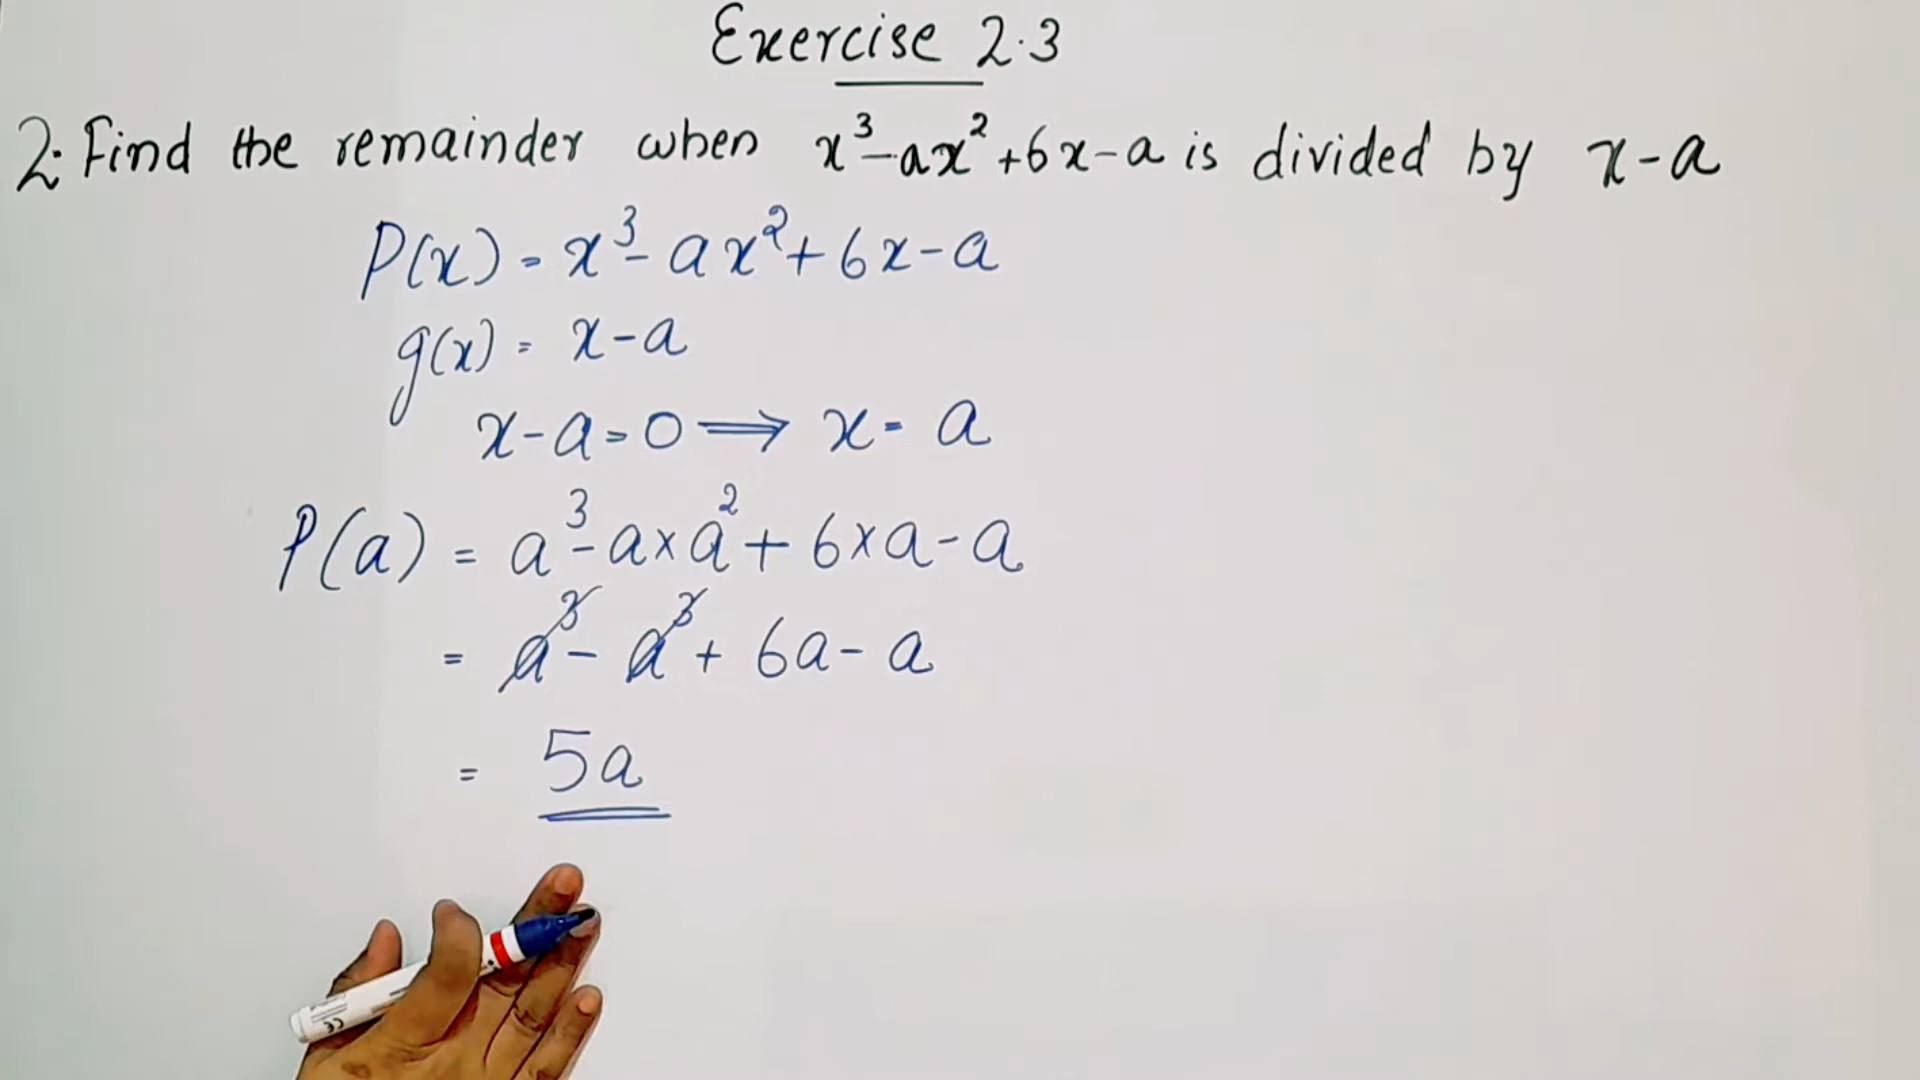 Exercise 2.3
2. Find the remainder when x³-ax²+6x-a is divided by x-a
P(x) = x³-ax²+6x-a
g(x) = x-a
x-a=0 ⟹ x = a
P(a) = a³-a×a²+6×a-a
= a³-a³+6a-a
= 5a
CE